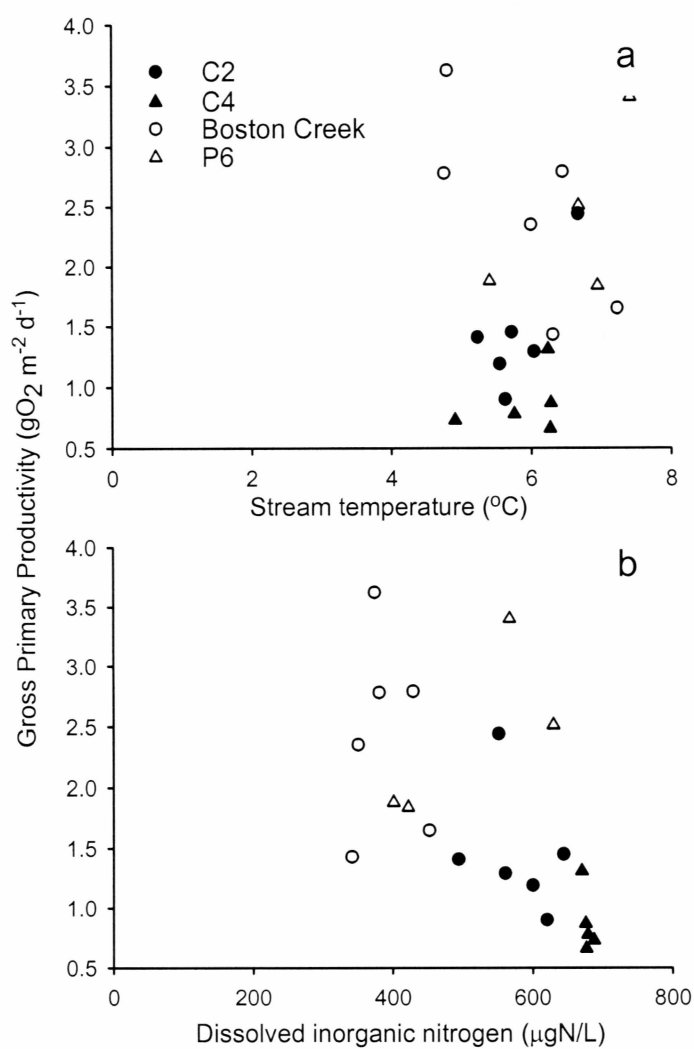 Gross Primary Productivity (gO2 m-2 d-1)
4.0
3.5
3.0
2.5
2.0
1.5
1.0
0.5
C2
C4
Boston Creek
P6
a
0 2 4 6 8
Stream temperature (oC)
4.0
3.5
3.0
2.5
2.0
1.5
1.0
0.5
b
0 200 400 600 800
Dissolved inorganic nitrogen (μgN/L)